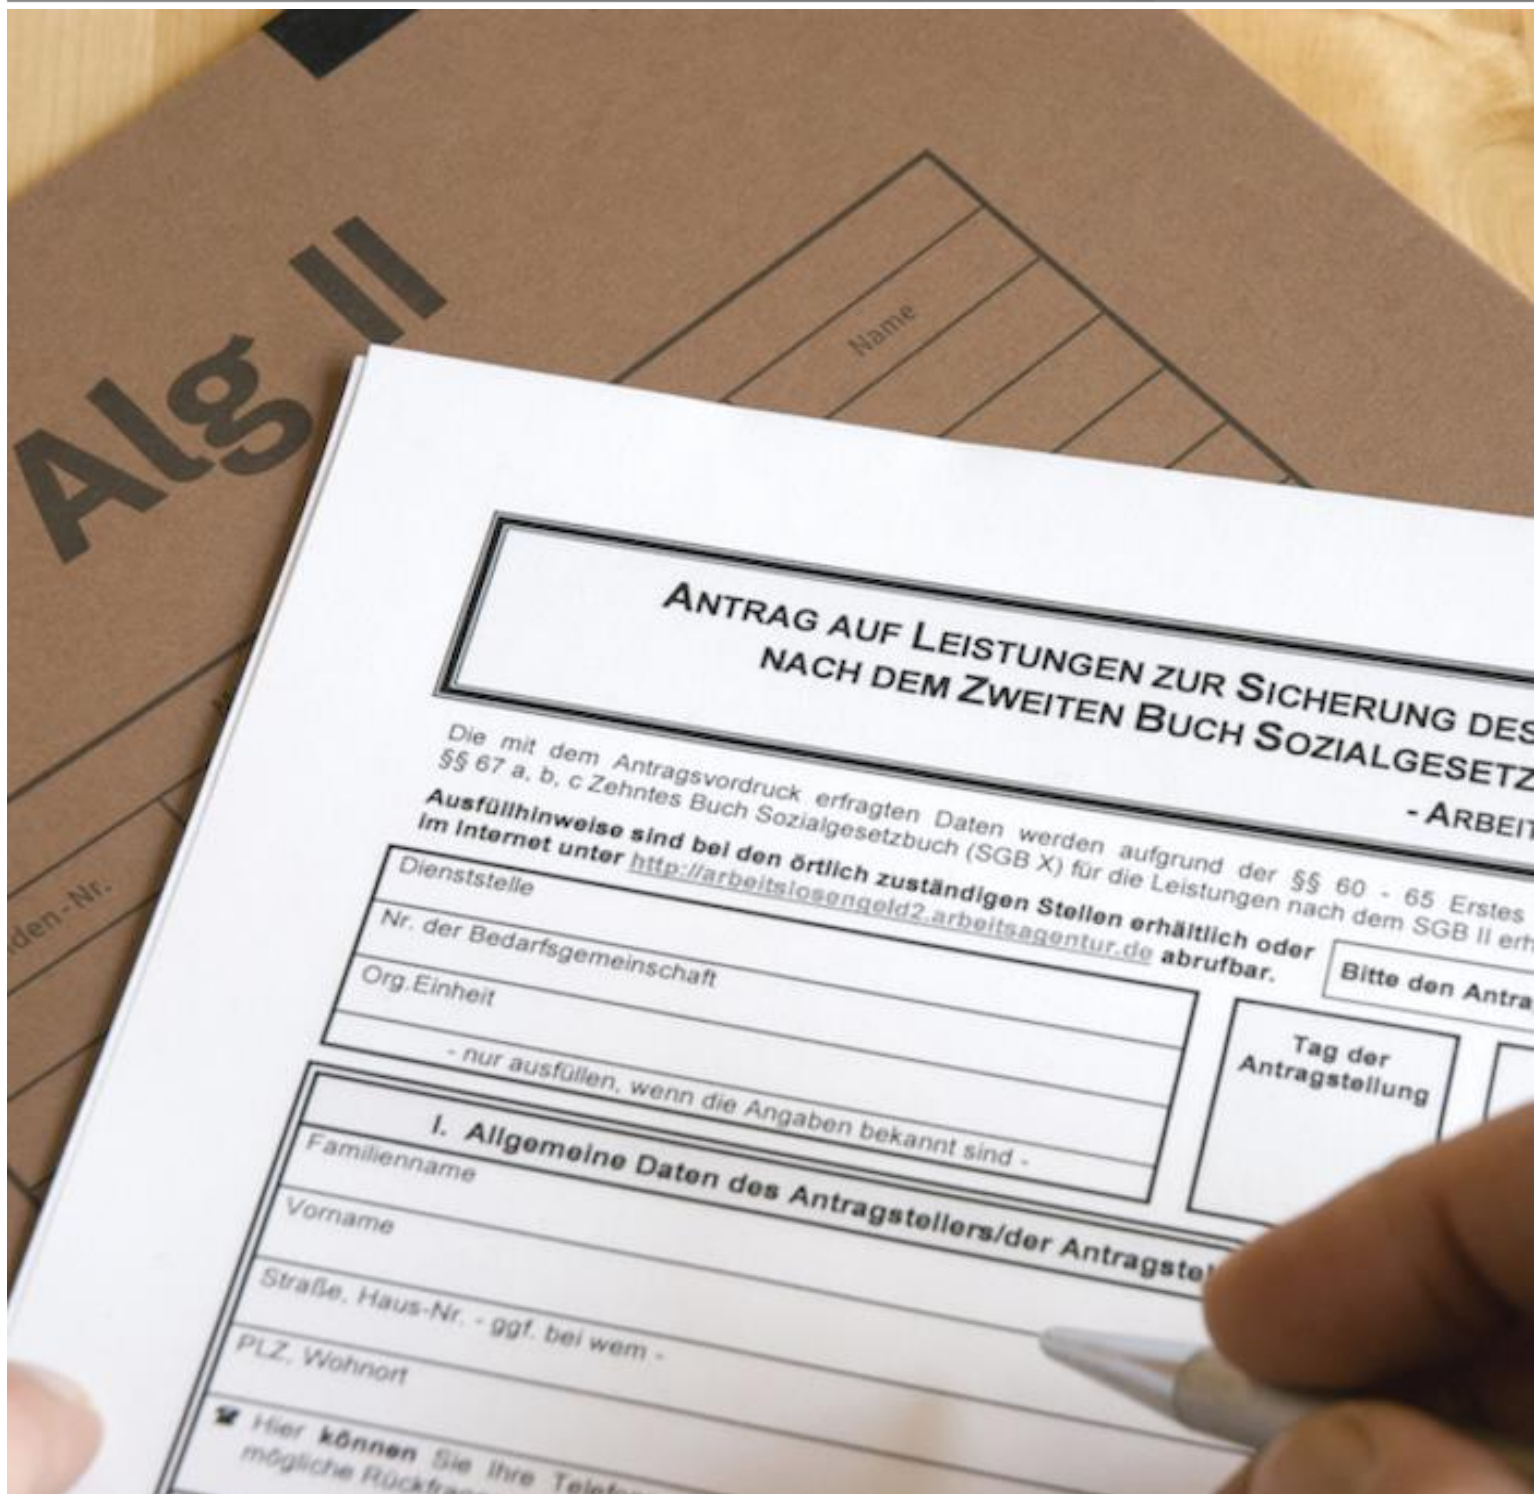 Alg II
Name
ANTRAG AUF LEISTUNGEN ZUR SICHERUNG DES
NACH DEM ZWEITEN BUCH SOZIALGESETZ
- ARBEIT
Die mit dem Antragsvordruck erfragten Daten werden aufgrund der §§ 60 - 65 Erstes
§§ 67 a, b, c Zehntes Buch Sozialgesetzbuch (SGB X) für die Leistungen nach dem SGB II erh
Ausfüllhinweise sind bei den örtlich zuständigen Stellen erhältlich oder
im Internet unter http://arbeitslosengeld2.arbeitsagentur.de abrufbar.
Bitte den Antra
Dienststelle
Nr. der Bedarfsgemeinschaft
Org.Einheit
- nur ausfüllen, wenn die Angaben bekannt sind -
Tag der
Antragstellung
nden-Nr.
I. Allgemeine Daten des Antragstellers/der Antragste
Familienname
Vorname
Straße, Haus-Nr. - ggf. bei wem -
PLZ, Wohnort
☎ Hier können Sie Ihre Telefo
mögliche Rückfrag